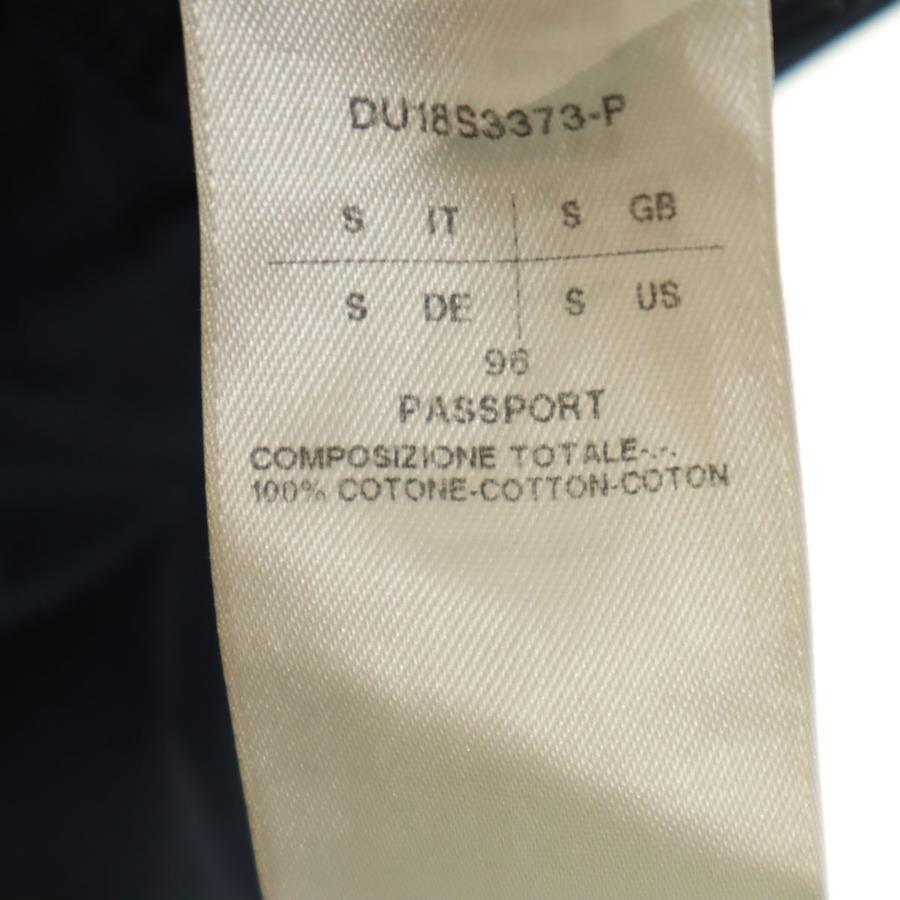 DU18S3373-P
S IT S GB
S DE S US
96
PASSPORT
COMPOSIZIONE TOTALE-.-.
100% COTONE-COTTON-COTON